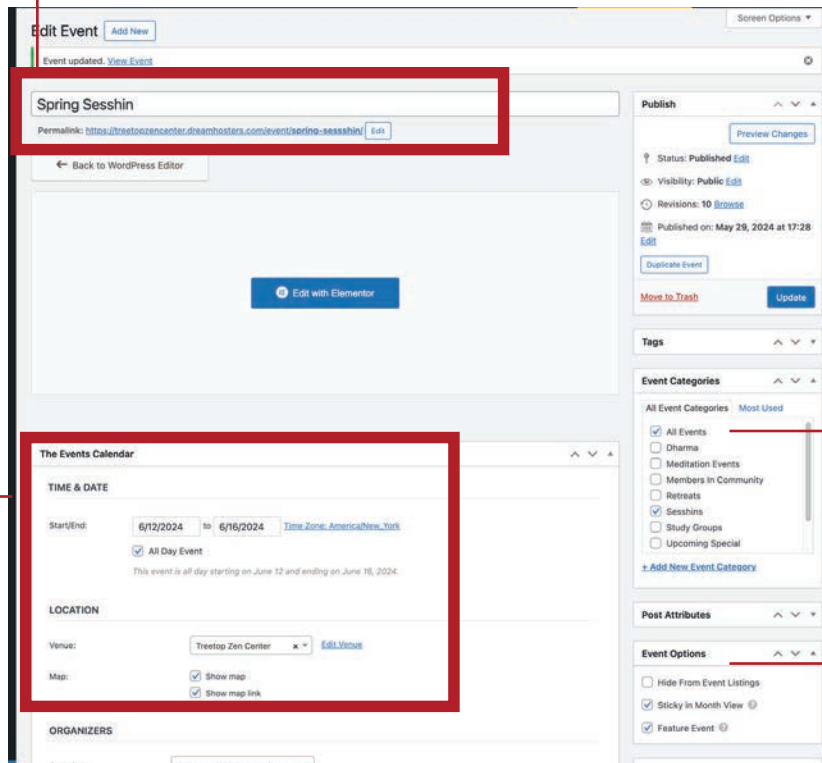 Screen Options
Edit Event Add New
Event updated. View Event
Spring Sesshin
Permalink: https://treetopzencenter.dreamhosters.com/event/spring-sessshin/ Edit
← Back to WordPress Editor
Edit with Elementor
The Events Calendar
TIME & DATE
Start/End: 6/12/2024 to 6/16/2024 Time Zone: America/New_York
All Day Event
This event is all day starting on June 12 and ending on June 16, 2024.
LOCATION
Venue: Treetop Zen Center × Edit Venue
Map: Show map
Show map link
ORGANIZERS
Publish
Preview Changes
Status: Published Edit
Visibility: Public Edit
Revisions: 10 Browse
Published on: May 29, 2024 at 17:28
Edit
Duplicate Event
Move to Trash Update
Tags
Event Categories
All Event Categories Most Used
All Events
Dharma
Meditation Events
Members In Community
Retreats
Sesshins
Study Groups
Upcoming Special
+ Add New Event Category
Post Attributes
Event Options
Hide From Event Listings
Sticky in Month View
Feature Event